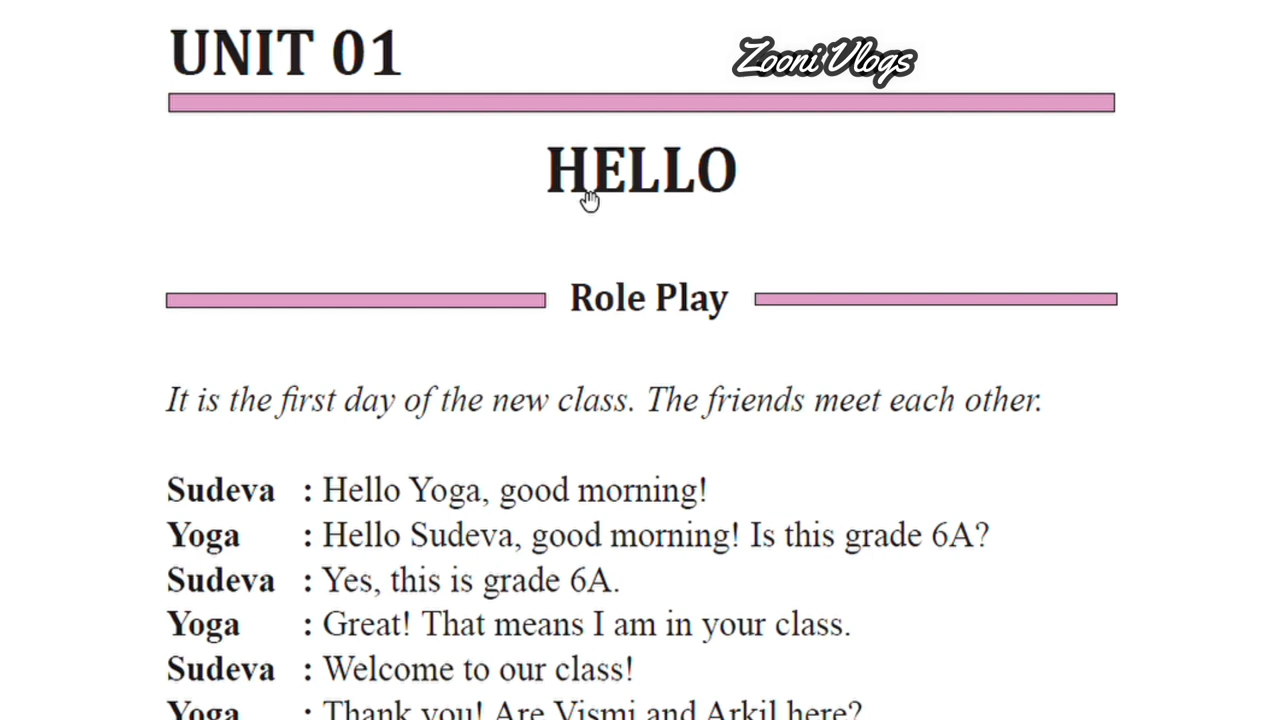 UNIT 01
Zooni Vlogs
HELLO
Role Play
It is the first day of the new class. The friends meet each other.
Sudeva : Hello Yoga, good morning!
Yoga : Hello Sudeva, good morning! Is this grade 6A?
Sudeva : Yes, this is grade 6A.
Yoga : Great! That means I am in your class.
Sudeva : Welcome to our class!
Yoga : Thank you! Are Vismi and Arkil here?